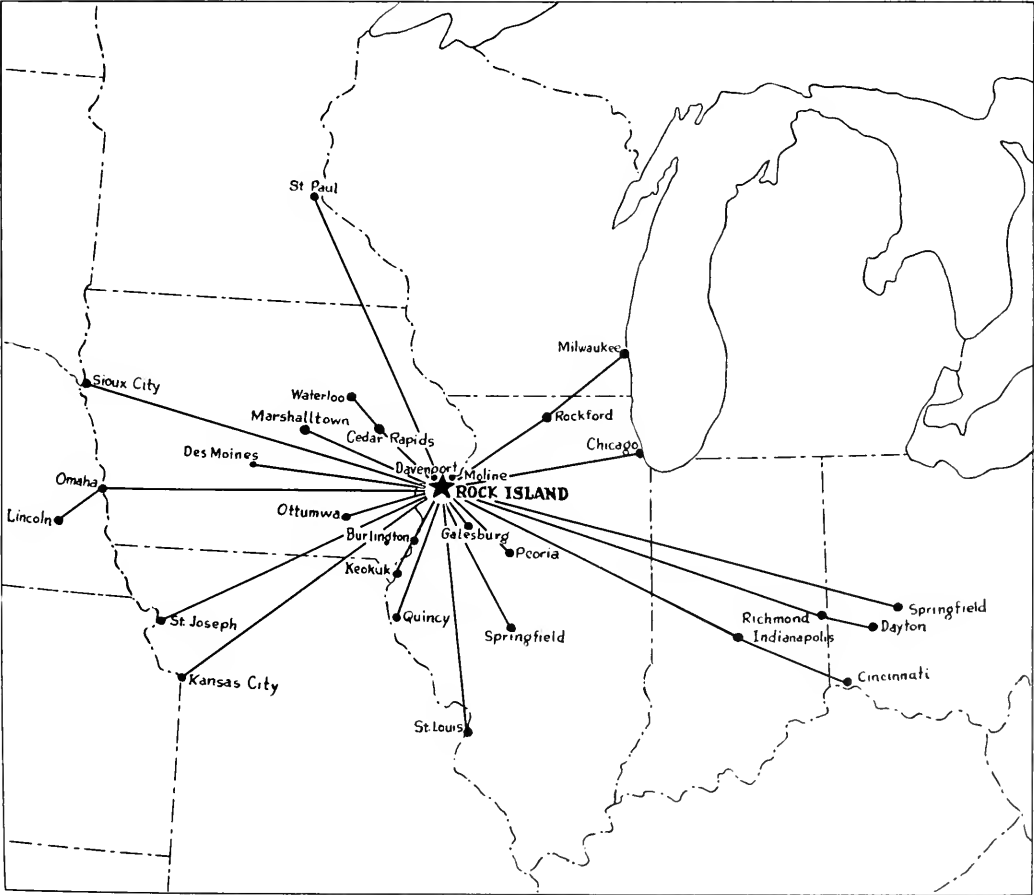 St Paul
Milwaukee
Sioux City
Waterloo
Rockford
Marshalltown
Cedar Rapids
Chicago
Des Moines
Davenport
Moline
Omaha
ROCK ISLAND
Lincoln
Ottumwa
Burlington
Galesburg
Peoria
Keokuk
Springfield
Quincy
Richmond
St. Joseph
Dayton
Springfield
Indianapolis
Kansas City
Cincinnati
St. Louis